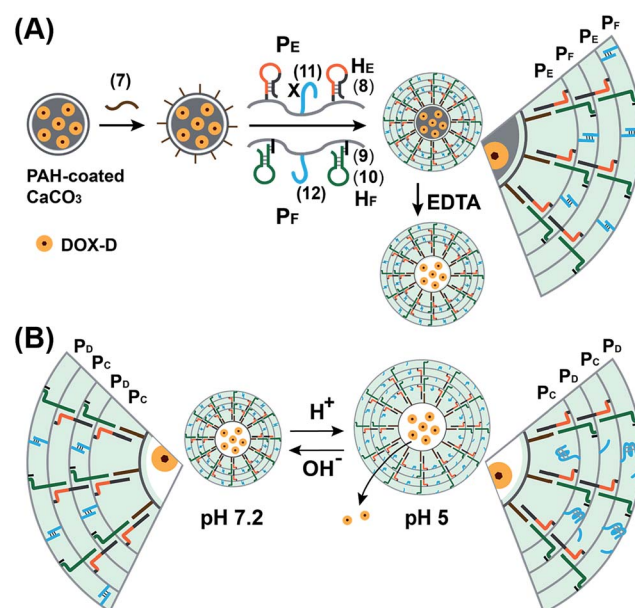 (A)
(7)
PE
X
(11)
HE
(8)
PAH-coated
CaCO3
(12)
(9)
(10)
PF
HF
DOX-D
EDTA
PE
PF
PE
PF
(B)
PD
PC
PD
PC
H+
OH-
pH 7.2
pH 5
PC
PD
PC
PD